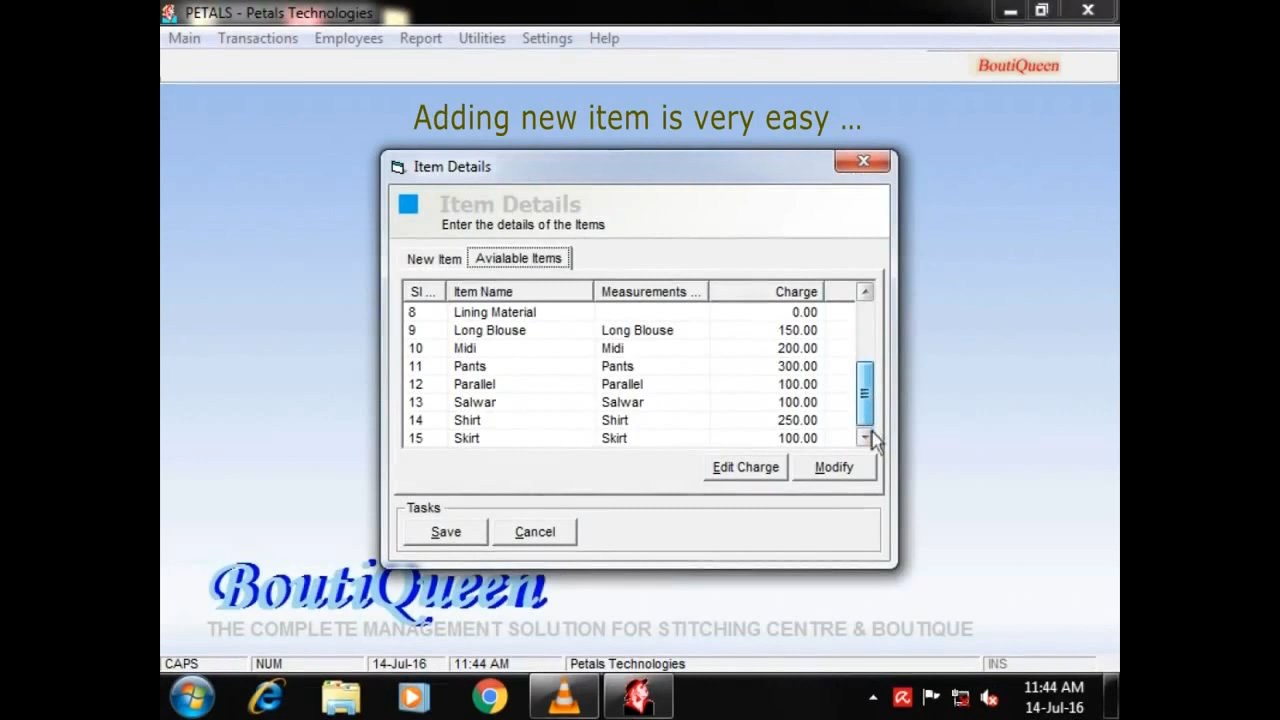 PETALS - Petals Technologies
Main Transactions Employees Report Utilities Settings Help
BoutiQueen
Adding new item is very easy ...
Item Details
Item Details
Enter the details of the Items
New Item Avialable Items
Sl ... Item Name Measurements ... Charge
8 Lining Material 0.00
9 Long Blouse Long Blouse 150.00
10 Midi Midi 200.00
11 Pants Pants 300.00
12 Parallel Parallel 100.00
13 Salwar Salwar 100.00
14 Shirt Shirt 250.00
15 Skirt Skirt 100.00
Edit Charge Modify
Tasks
Save Cancel
BoutiQueen
THE COMPLETE MANAGEMENT SOLUTION FOR STITCHING CENTRE & BOUTIQUE
CAPS NUM 14-Jul-16 11:44 AM Petals Technologies INS
11:44 AM
14-Jul-16